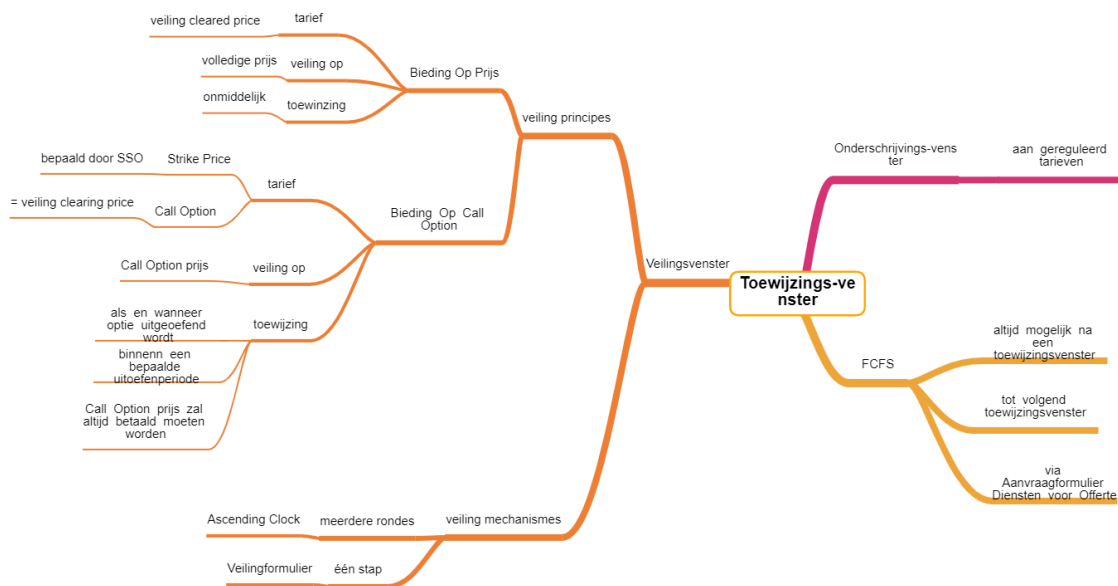 veiling cleared price
tarief
volledige prijs
veiling op
Bieding Op Prijs
onmiddelijk
toewinzing
veiling principes
bepaald door SSO
Strike Price
tarief
= veiling clearing price
Call Option
Bieding Op Call
Option
Call Option prijs
veiling op
als en wanneer
optie uitgeoefend
wordt
toewijzing
binnenn een
bepaalde
uitoefenperiode
Call Option prijs zal
altijd betaald moeten
worden
Veilingsvenster
Ascending Clock
meerdere rondes
veiling mechanismes
Veilingformulier
één stap
Toewijzings-ve
nster
Onderschrijvings-vens
ter
aan gereguleerd
tarieven
FCFS
altijd mogelijk na
een
toewijzingsvenster
tot volgend
toewijzingsvenster
via
Aanvraagformulier
Diensten voor Offerte